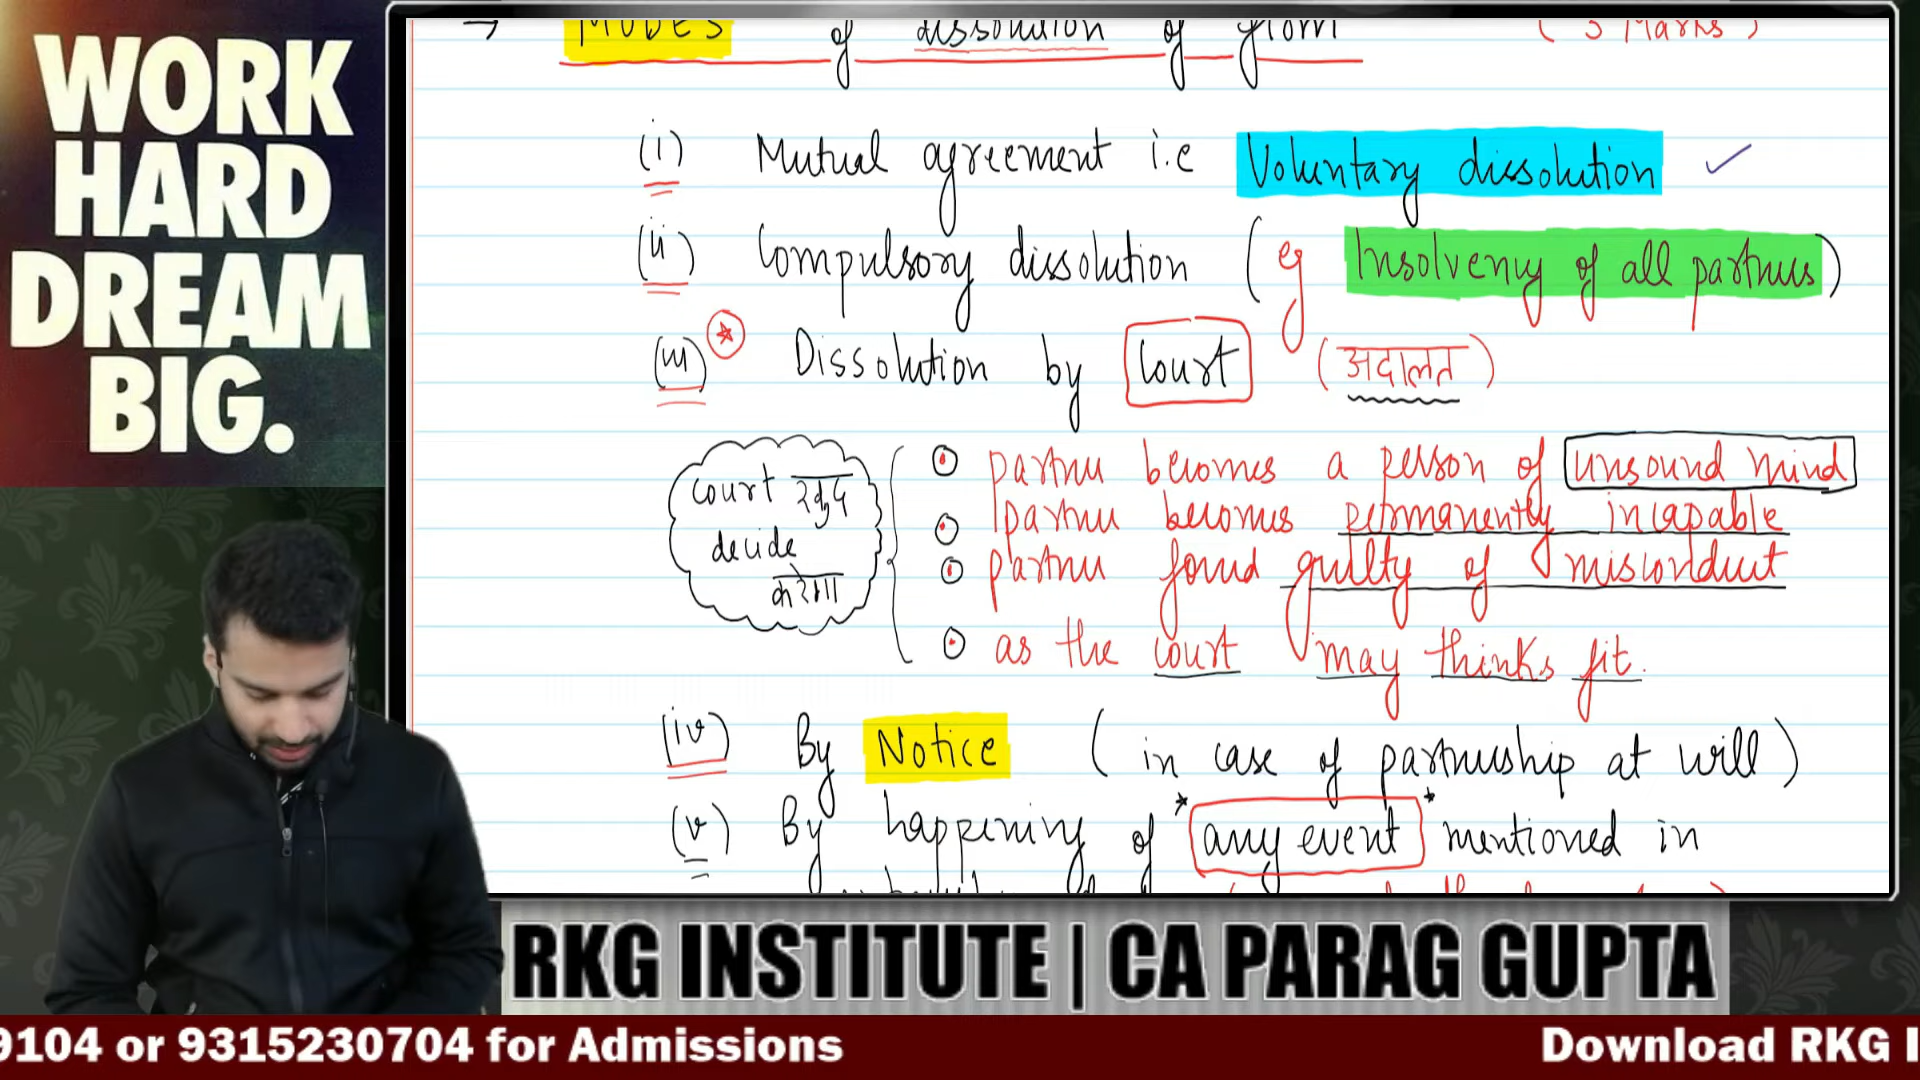 WORK
HARD
DREAM
BIG.
→ MODES of dissolution of firm (3 Marks)
(i) Mutual agreement i.e Voluntary dissolution ✓
(ii) Compulsory dissolution (eg Insolvency of all partners)
(iii) Dissolution by Court (अदालत)
court खुद
decide
करेगा
partner becomes a person of unsound mind
partner becomes permanently incapable
partner found guilty of misconduct
as the court may thinks fit.
(iv) By Notice (in case of partnership at will)
(v) By happening of * any event * mentioned in
RKG INSTITUTE | CA PARAG GUPTA
9104 or 9315230704 for Admissions
Download RKG I